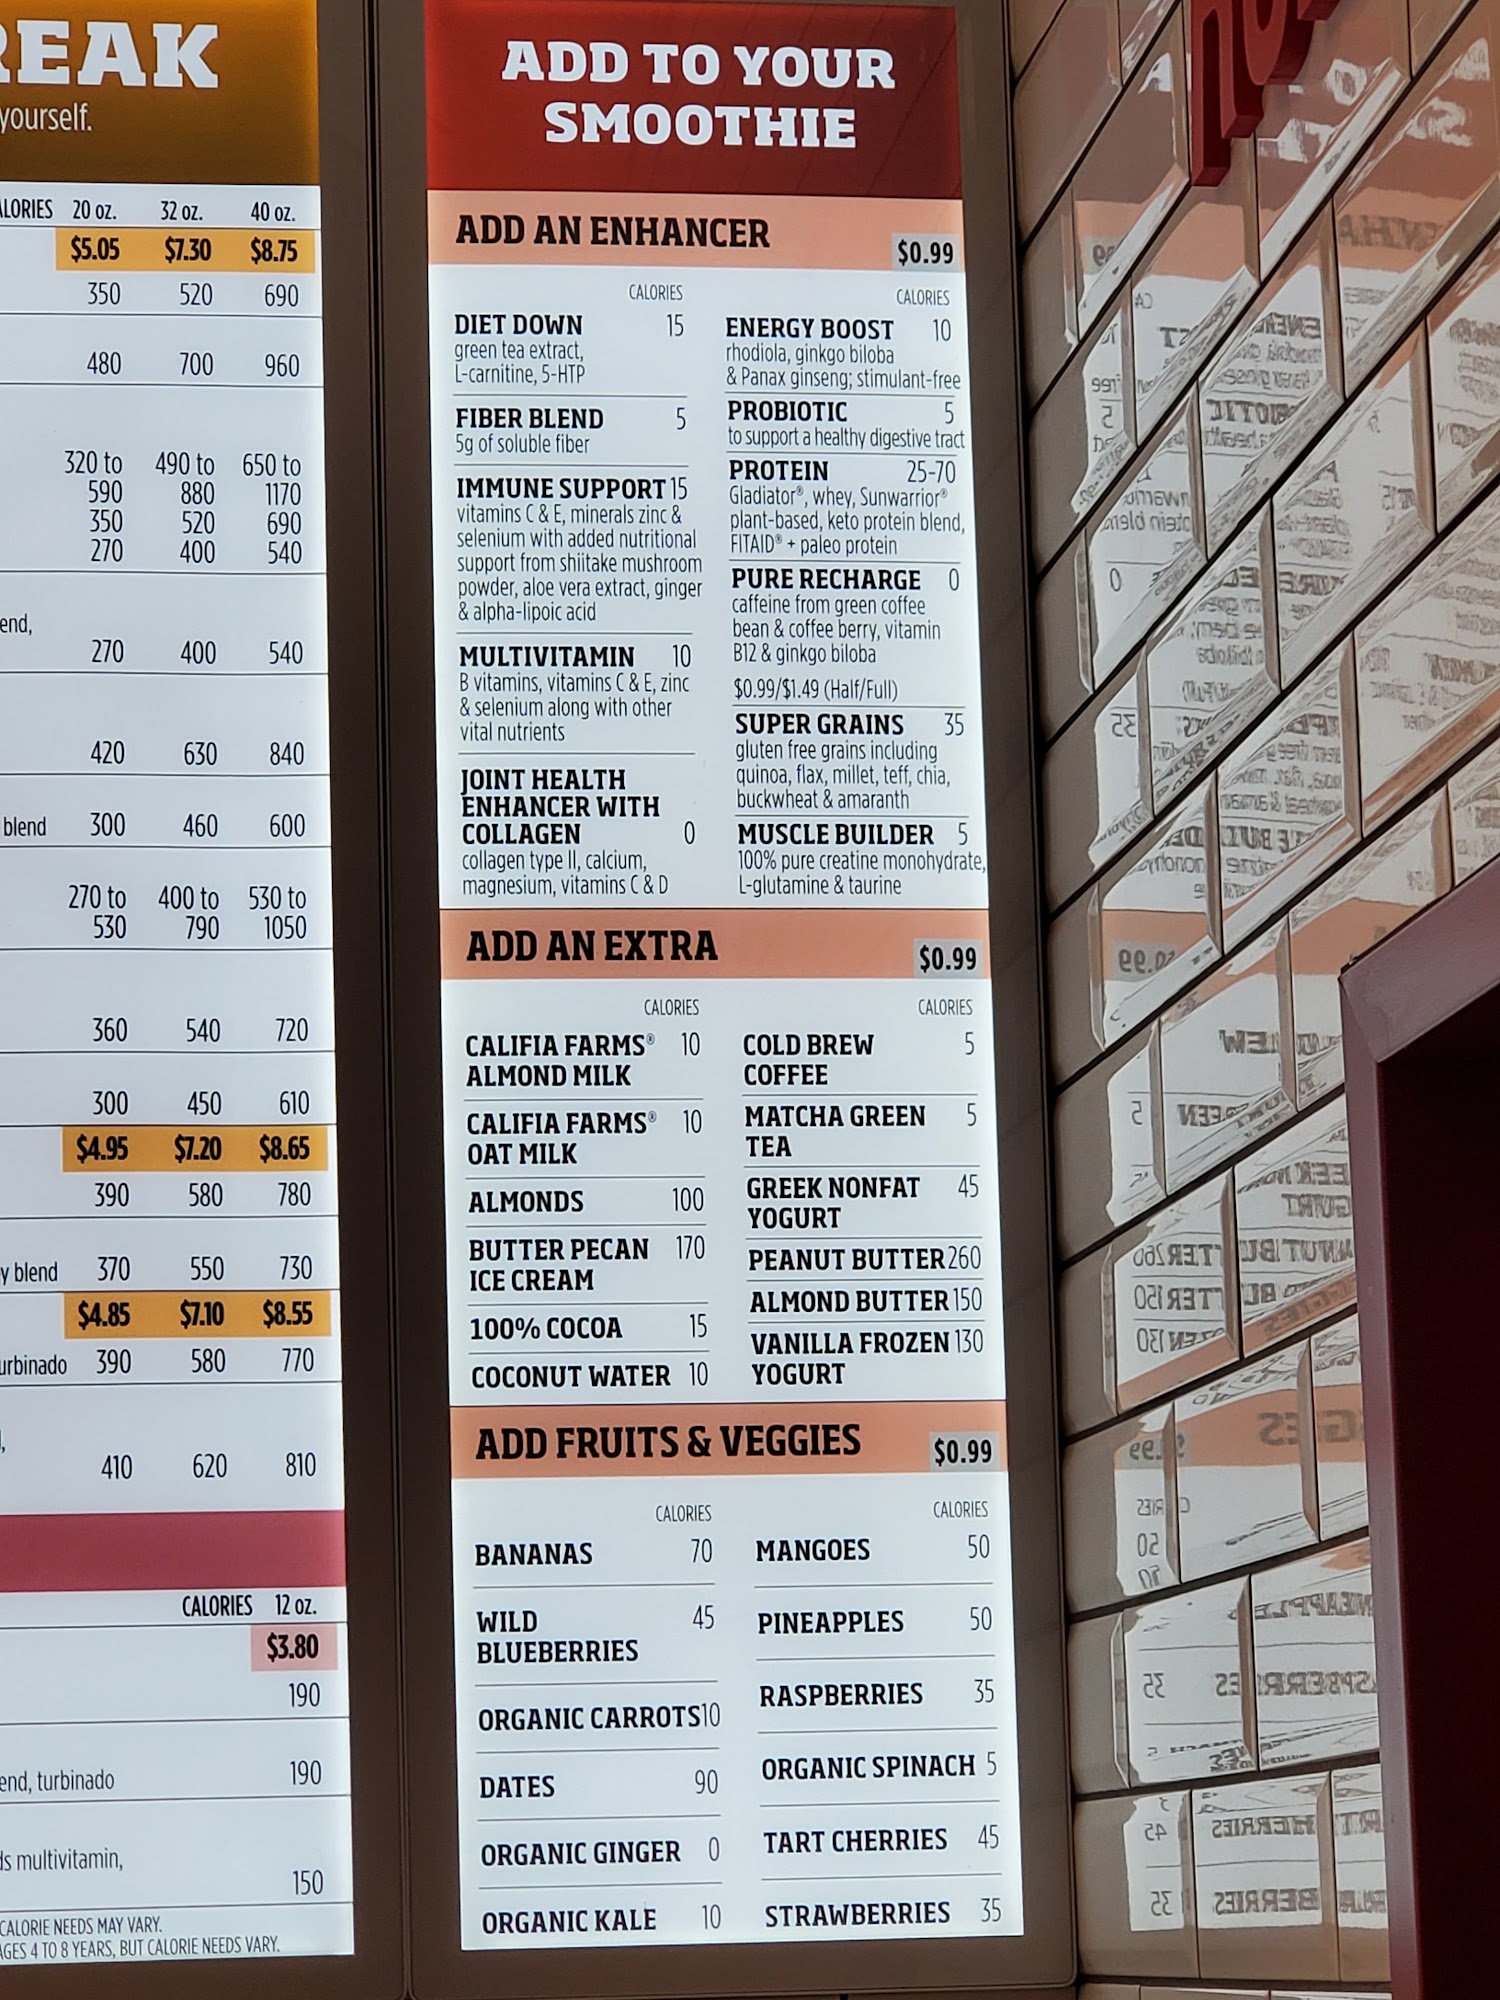 REAK
yourself.
CALORIES 20 oz. 32 oz. 40 oz.
$5.05 $7.30 $8.75
350 520 690
480 700 960
320 to 490 to 650 to
590 880 1170
350 520 690
270 400 540
end,
270 400 540
420 630 840
blend 300 460 600
270 to 400 to 530 to
530 790 1050
360 540 720
300 450 610
$4.95 $7.20 $8.65
390 580 780
y blend 370 550 730
$4.85 $7.10 $8.55
urbinado 390 580 770
410 620 810
CALORIES 12 oz.
$3.80
190
end, turbinado 190
ds multivitamin,
150
CALORIE NEEDS MAY VARY.
AGES 4 TO 8 YEARS, BUT CALORIE NEEDS VARY.
ADD TO YOUR
SMOOTHIE
ADD AN ENHANCER $0.99
CALORIES
DIET DOWN 15
green tea extract,
L-carnitine, 5-HTP
FIBER BLEND 5
5g of soluble fiber
IMMUNE SUPPORT 15
vitamins C & E, minerals zinc &
selenium with added nutritional
support from shiitake mushroom
powder, aloe vera extract, ginger
& alpha-lipoic acid
MULTIVITAMIN 10
B vitamins, vitamins C & E, zinc
& selenium along with other
vital nutrients
JOINT HEALTH
ENHANCER WITH
COLLAGEN 0
collagen type II, calcium,
magnesium, vitamins C & D
CALORIES
ENERGY BOOST 10
rhodiola, ginkgo biloba
& Panax ginseng; stimulant-free
PROBIOTIC 5
to support a healthy digestive tract
PROTEIN 25-70
Gladiator®, whey, Sunwarrior®
plant-based, keto protein blend,
FITAID® + paleo protein
PURE RECHARGE 0
caffeine from green coffee
bean & coffee berry, vitamin
B12 & ginkgo biloba
$0.99/$1.49 (Half/Full)
SUPER GRAINS 35
gluten free grains including
quinoa, flax, millet, teff, chia,
buckwheat & amaranth
MUSCLE BUILDER 5
100% pure creatine monohydrate,
L-glutamine & taurine
ADD AN EXTRA $0.99
CALORIES
CALIFIA FARMS® 10
ALMOND MILK
CALIFIA FARMS® 10
OAT MILK
ALMONDS 100
BUTTER PECAN 170
ICE CREAM
100% COCOA 15
COCONUT WATER 10
CALORIES
COLD BREW 5
COFFEE
MATCHA GREEN 5
TEA
GREEK NONFAT 45
YOGURT
PEANUT BUTTER 260
ALMOND BUTTER 150
VANILLA FROZEN 130
YOGURT
ADD FRUITS & VEGGIES $0.99
CALORIES
BANANAS 70
WILD 45
BLUEBERRIES
ORGANIC CARROTS 10
DATES 90
ORGANIC GINGER 0
ORGANIC KALE 10
CALORIES
MANGOES 50
PINEAPPLES 50
RASPBERRIES 35
ORGANIC SPINACH 5
TART CHERRIES 45
STRAWBERRIES 35